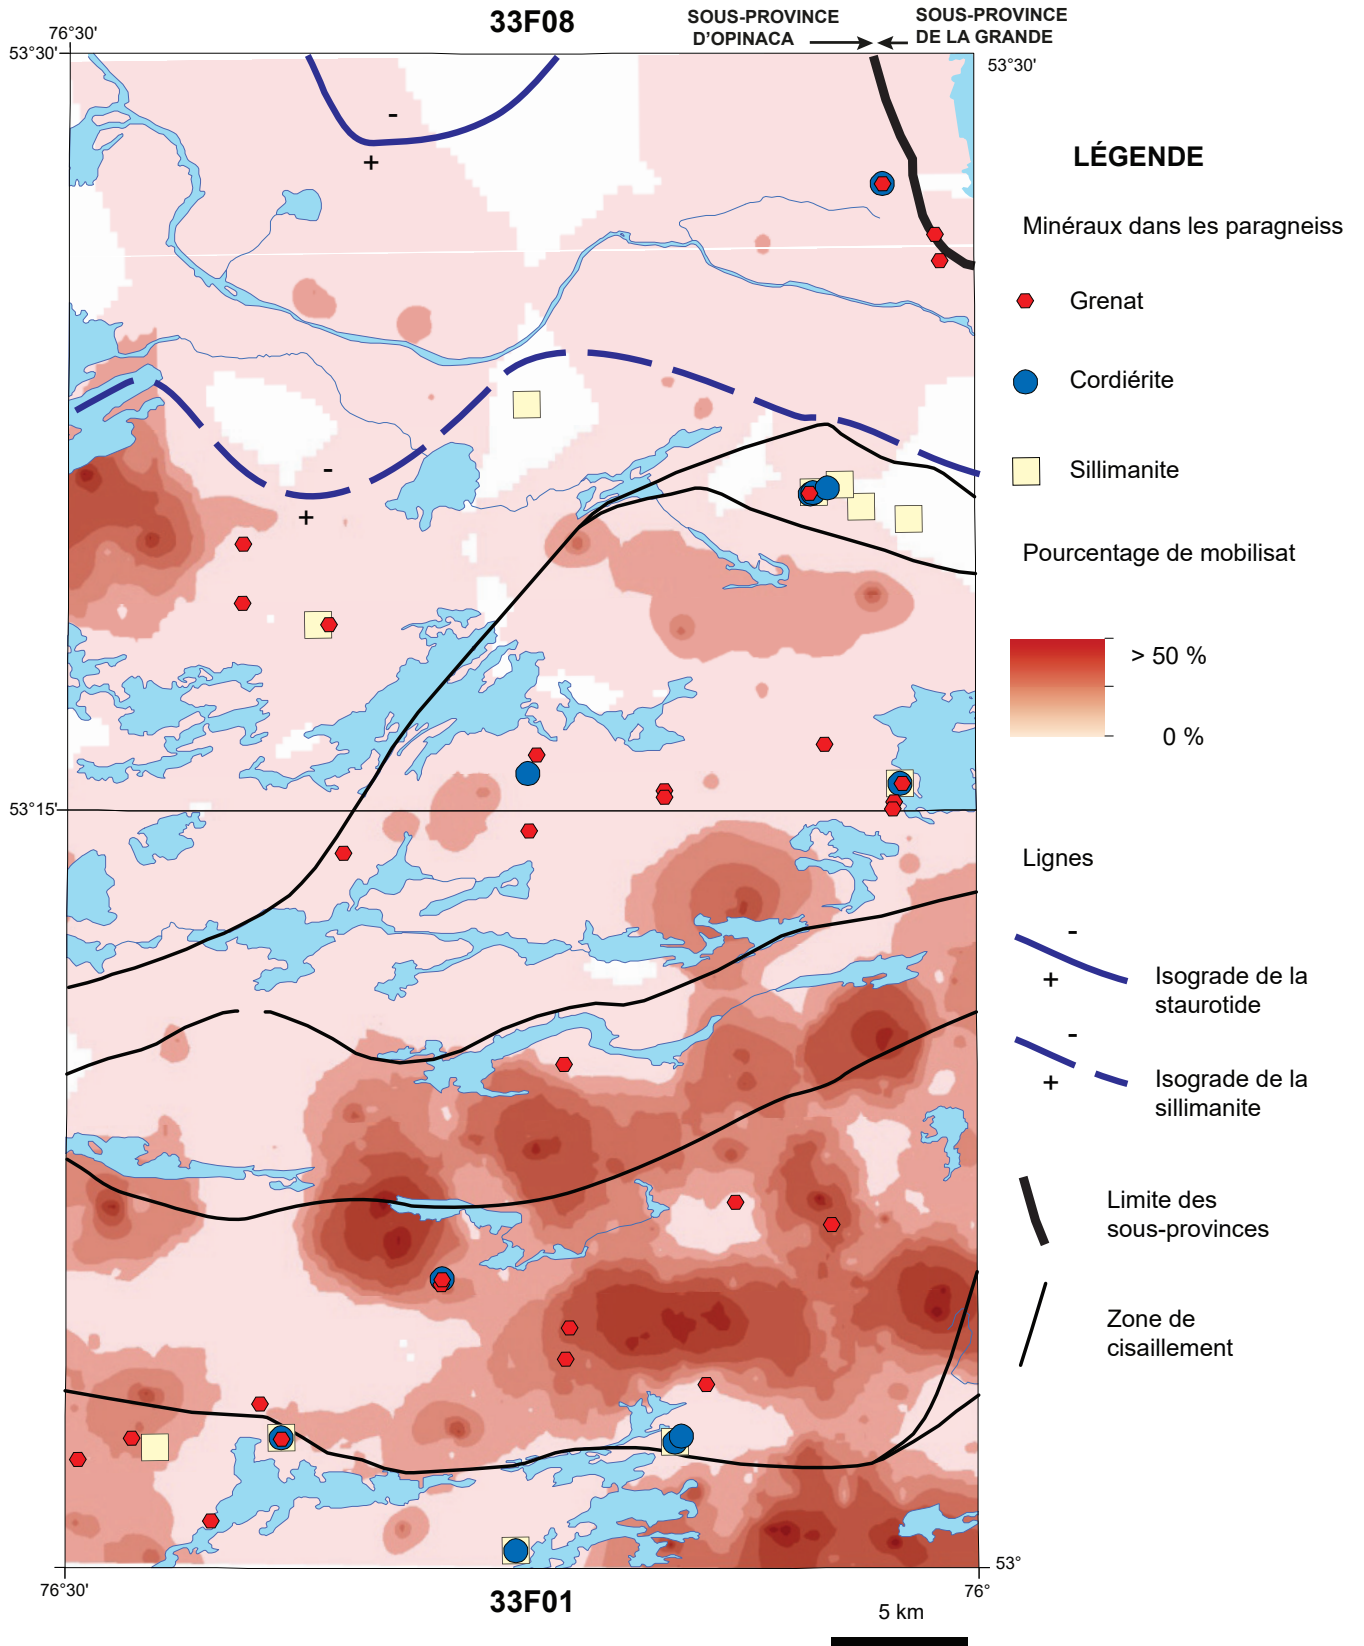 33F08
SOUS-PROVINCE
D'OPINACA
SOUS-PROVINCE
DE LA GRANDE
76°30'
53°30'
53°30'
-
+
LÉGENDE
Minéraux dans les paragneiss
Grenat
Cordiérite
Sillimanite
-
+
Pourcentage de mobilisat
> 50 %
0 %
53°15'
Lignes
-
+
Isograde de la
staurotide
-
+
Isograde de la
sillimanite
Limite des
sous-provinces
Zone de
cisaillement
53°
76°30'
76°
33F01
5 km